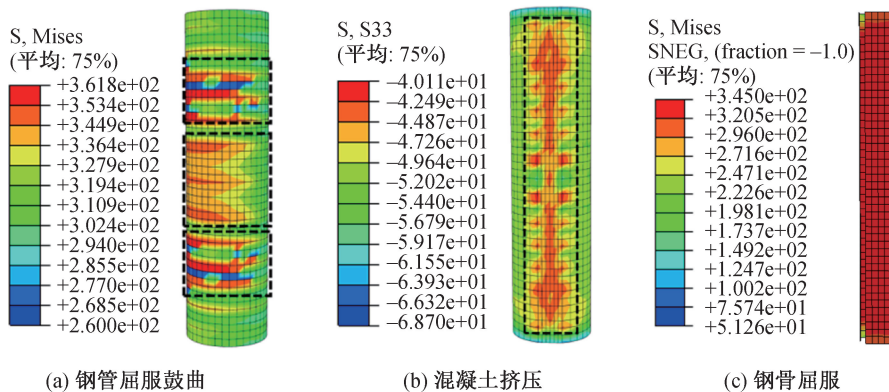 S, Mises
(平均: 75%)
+3.618e+02
+3.534e+02
+3.449e+02
+3.364e+02
+3.279e+02
+3.194e+02
+3.109e+02
+3.024e+02
+2.940e+02
+2.855e+02
+2.770e+02
+2.685e+02
+2.600e+02
(a) 钢管屈服鼓曲
S, S33
(平均: 75%)
–4.011e+01
–4.249e+01
–4.487e+01
–4.726e+01
–4.964e+01
–5.202e+01
–5.440e+01
–5.679e+01
–5.917e+01
–6.155e+01
–6.393e+01
–6.632e+01
–6.870e+01
(b) 混凝土挤压
S, Mises
SNEG, (fraction = –1.0)
(平均: 75%)
+3.450e+02
+3.205e+02
+2.960e+02
+2.716e+02
+2.471e+02
+2.226e+02
+1.981e+02
+1.737e+02
+1.492e+02
+1.247e+02
+1.002e+02
+7.574e+01
+5.126e+01
(c) 钢骨屈服